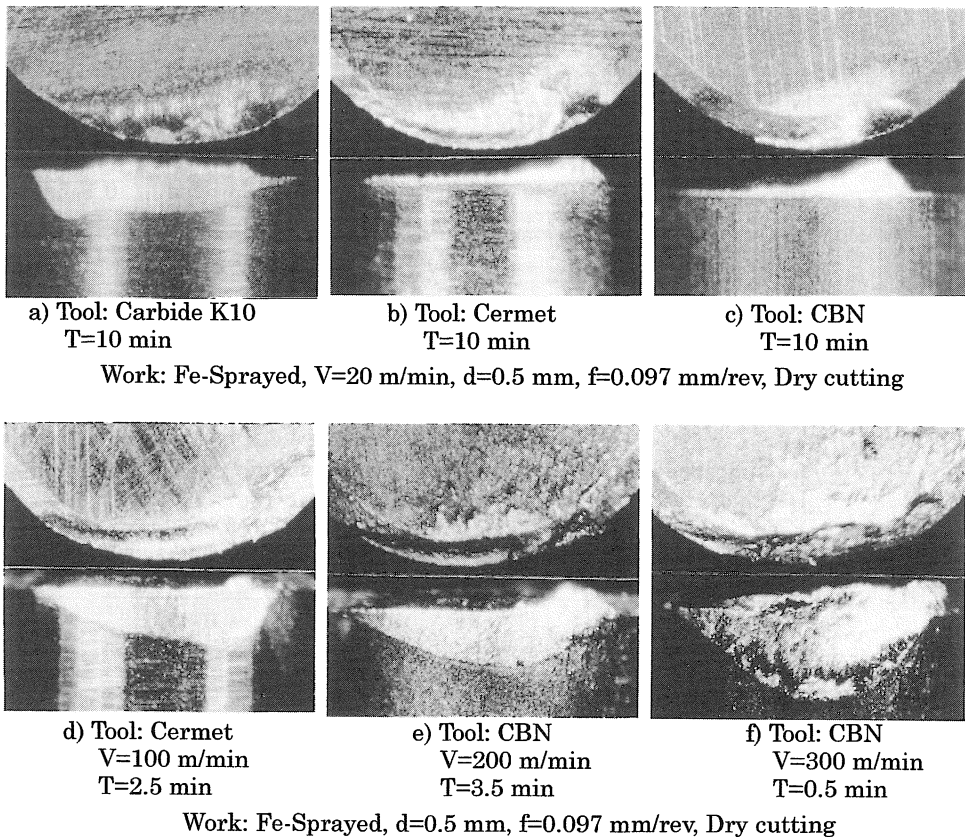 a) Tool: Carbide K10
T=10 min
b) Tool: Cermet
T=10 min
c) Tool: CBN
T=10 min
Work: Fe-Sprayed, V=20 m/min, d=0.5 mm, f=0.097 mm/rev, Dry cutting
d) Tool: Cermet
V=100 m/min
T=2.5 min
e) Tool: CBN
V=200 m/min
T=3.5 min
f) Tool: CBN
V=300 m/min
T=0.5 min
Work: Fe-Sprayed, d=0.5 mm, f=0.097 mm/rev, Dry cutting